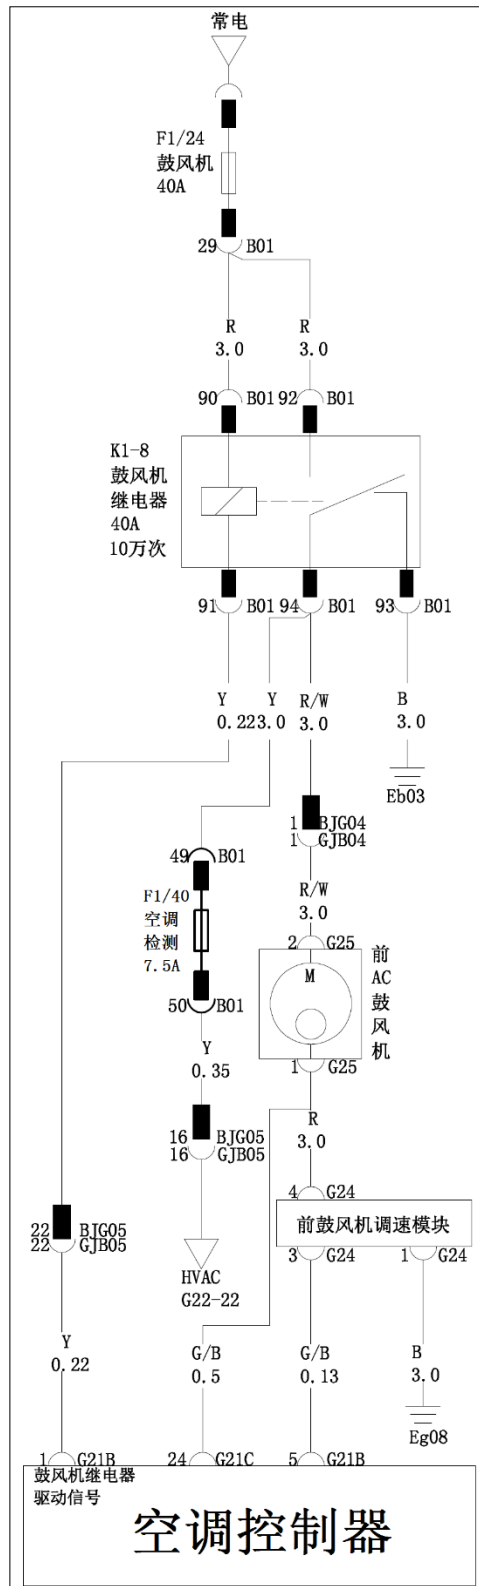 常电
F1/24
鼓风机
40A
29 B01
R
3.0
R
3.0
90 B01
92 B01
K1-8
鼓风机
继电器
40A
10万次
91 B01
94 B01
93 B01
Y
0.22
Y
3.0
R/W
3.0
B
3.0
Eb03
1 BJG04
1 GJB04
49 B01
F1/40
空调
检测
7.5A
50 B01
R/W
3.0
2 G25
M
前
AC
鼓
风
机
1 G25
Y
0.35
R
3.0
16 BJG05
16 GJB05
4 G24
前鼓风机调速模块
3 G24
1 G24
22 BJG05
22 GJB05
HVAC
G22-22
Y
0.22
G/B
0.5
G/B
0.13
B
3.0
Eg08
1 G21B
24 G21C
5 G21B
鼓风机继电器
驱动信号
空调控制器